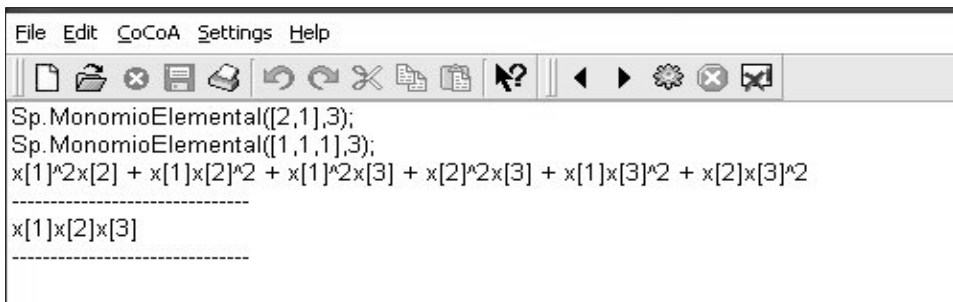 File Edit CoCoA Settings Help
Sp.MonomioElemental([2,1],3);
Sp.MonomioElemental([1,1,1],3);
x[1]^2x[2] + x[1]x[2]^2 + x[1]^2x[3] + x[2]^2x[3] + x[1]x[3]^2 + x[2]x[3]^2
-------------------------------
x[1]x[2]x[3]
-------------------------------